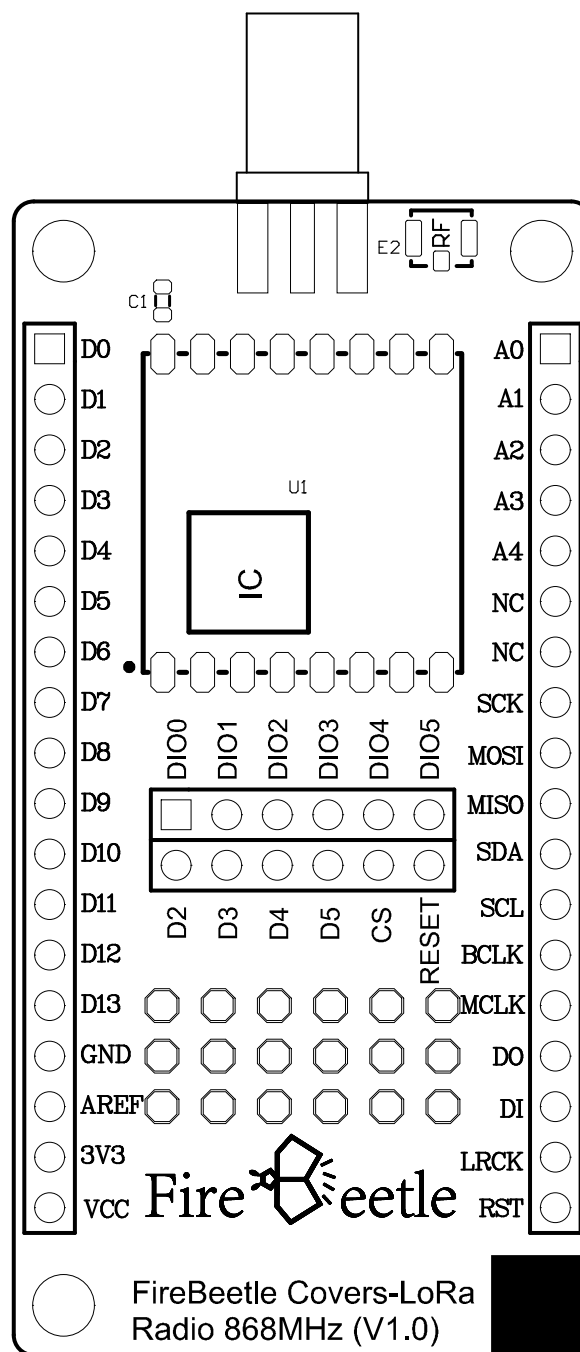 E2
RF
C1
D0
A0
D1
A1
D2
A2
U1
D3
A3
D4
A4
IC
D5
NC
D6
NC
D7
SCK
DIO0
DIO1
DIO2
DIO3
DIO4
DIO5
D8
MOSI
D9
MISO
D10
SDA
D11
SCL
D2
D3
D4
D5
CS
RESET
D12
BCLK
D13
MCLK
GND
DO
AREF
DI
3V3
LRCK
VCC
Fire eetle
RST
FireBeetle Covers-LoRa
Radio 868MHz (V1.0)